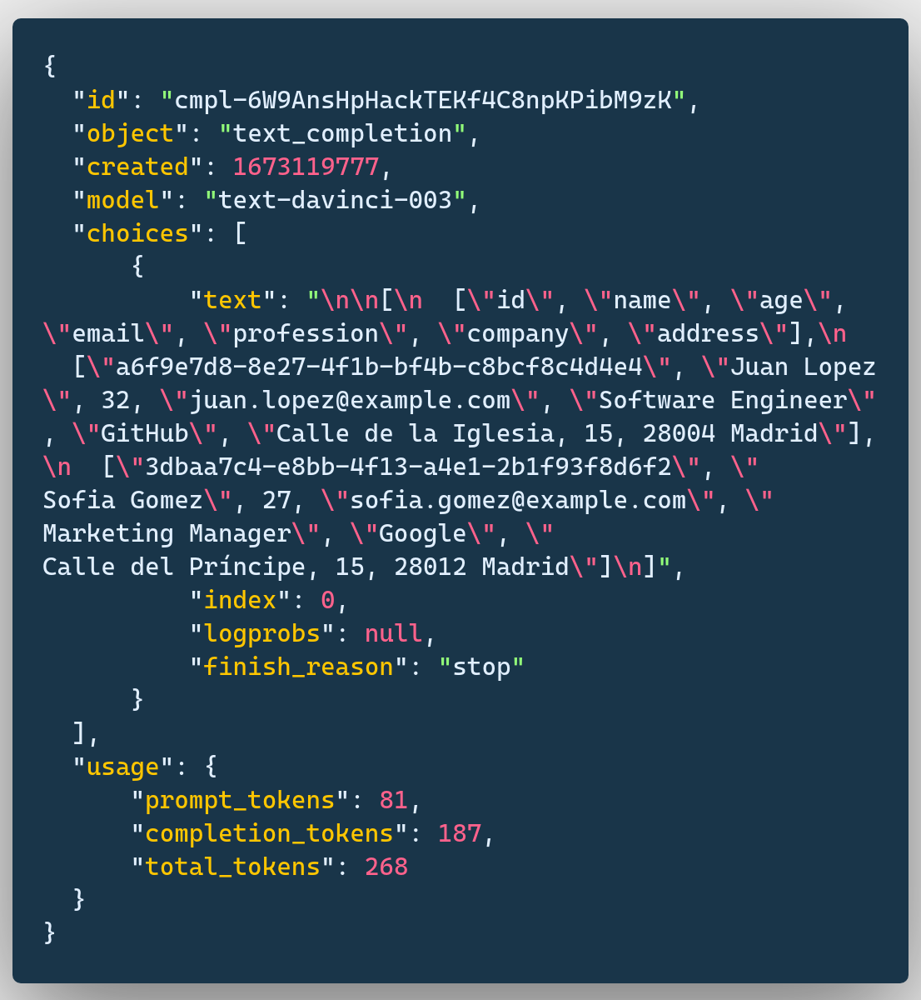 {
  "id": "cmpl-6W9AnsHpHackTEKf4C8npKPibM9zK",
  "object": "text_completion",
  "created": 1673119777,
  "model": "text-davinci-003",
  "choices": [
      {
          "text": "\n\n[\n  [\"id\", \"name\", \"age\",
\"email\", \"profession\", \"company\", \"address\"],\n
  [\"a6f9e7d8-8e27-4f1b-bf4b-c8bcf8c4d4e4\", \"Juan Lopez
\", 32, \"juan.lopez@example.com\", \"Software Engineer\"
, \"GitHub\", \"Calle de la Iglesia, 15, 28004 Madrid\"],
\n  [\"3dbaa7c4-e8bb-4f13-a4e1-2b1f93f8d6f2\", \"
Sofia Gomez\", 27, \"sofia.gomez@example.com\", \"
Marketing Manager\", \"Google\", \"
Calle del Príncipe, 15, 28012 Madrid\"]\n]",
          "index": 0,
          "logprobs": null,
          "finish_reason": "stop"
      }
  ],
  "usage": {
      "prompt_tokens": 81,
      "completion_tokens": 187,
      "total_tokens": 268
  }
}